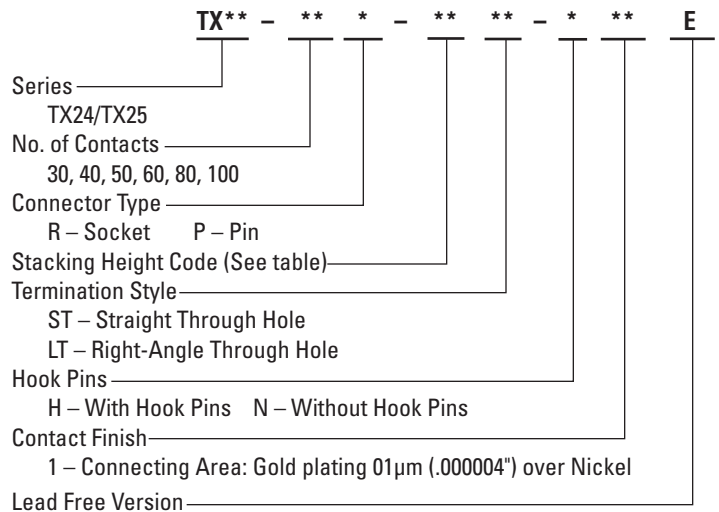 TX** – ** * – ** ** – * ** E
Series
TX24/TX25
No. of Contacts
30, 40, 50, 60, 80, 100
Connector Type
R – Socket P – Pin
Stacking Height Code (See table)
Termination Style
ST – Straight Through Hole
LT – Right-Angle Through Hole
Hook Pins
H – With Hook Pins N – Without Hook Pins
Contact Finish
1 – Connecting Area: Gold plating 01µm (.000004") over Nickel
Lead Free Version